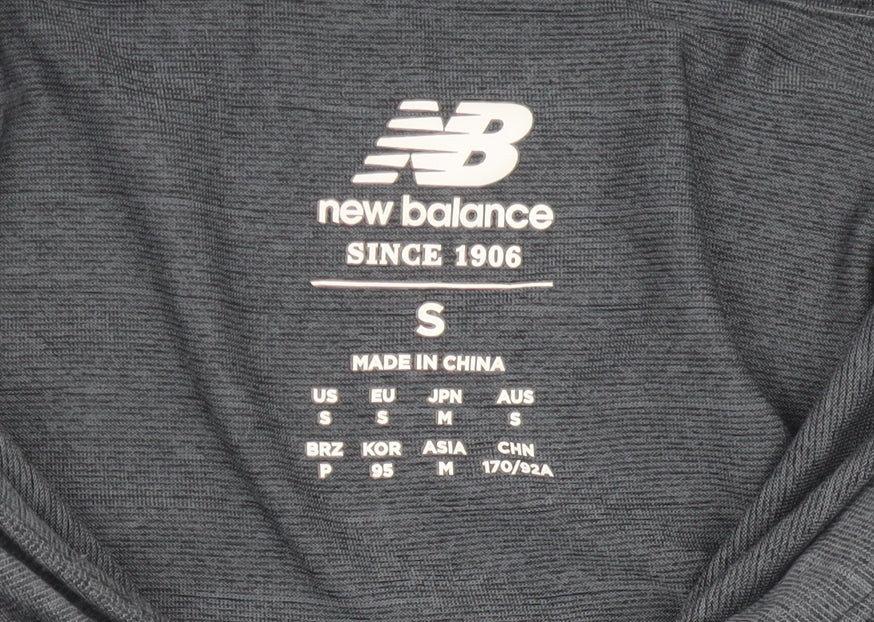 NB
new balance
SINCE 1906
S
MADE IN CHINA
US EU JPN AUS
S S M S
BRZ KOR ASIA CHN
P 95 M 170/92A